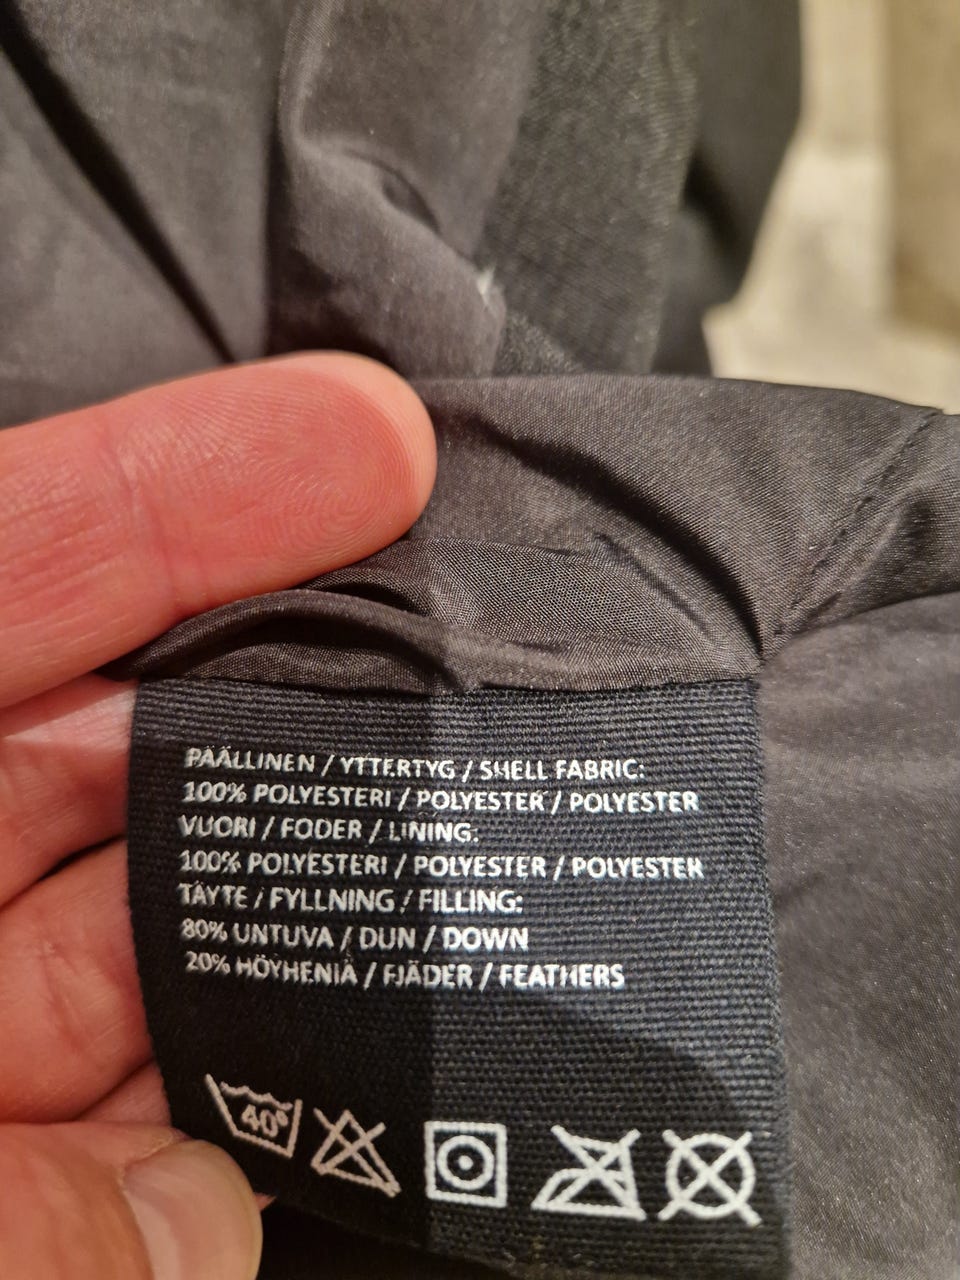 PÄÄLLINEN / YTTERTYG / SHELL FABRIC:
100% POLYESTERI / POLYESTER / POLYESTER
VUORI / FODER / LINING:
100% POLYESTERI / POLYESTER / POLYESTER
TÄYTE / FYLLNING / FILLING:
80% UNTUVA / DUN / DOWN
20% HÖYHENIÄ / FJÄDER / FEATHERS
40°